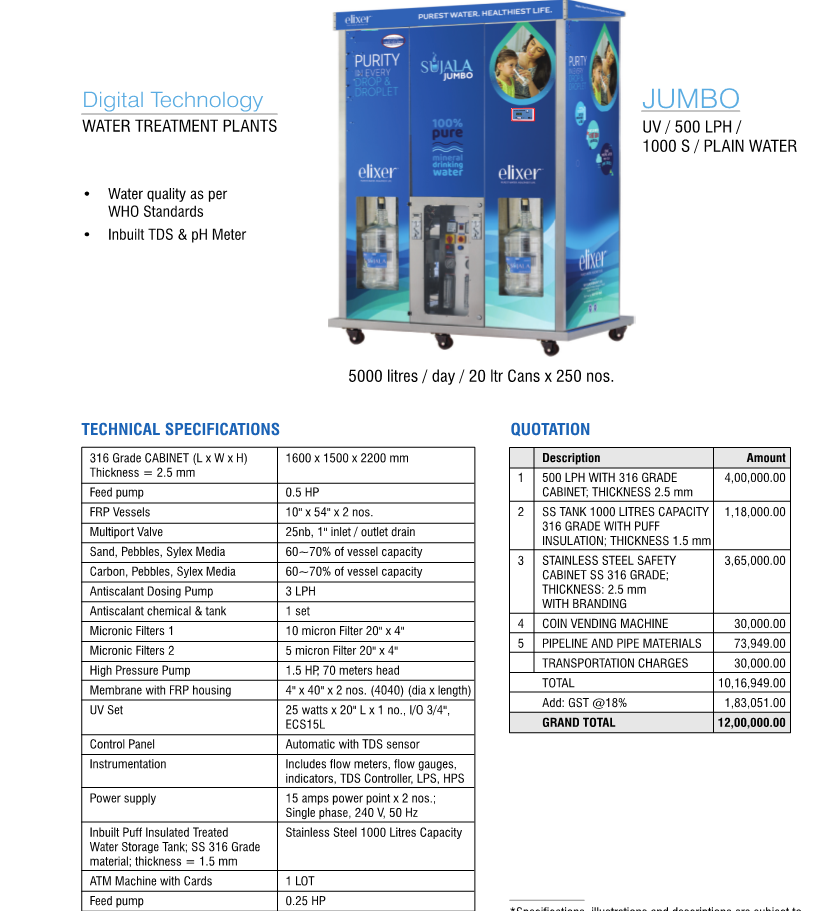 elixer PUREST WATER. HEALTHIEST LIFE.
PURITY
EVERY
DROP &
DROPLET
SUJALA
JUMBO
100%
pure
mineral
drinking
water
elixer
elixer
PURITY
elixer
SUJALA
Digital Technology
WATER TREATMENT PLANTS
• Water quality as per
WHO Standards
• Inbuilt TDS & pH Meter
JUMBO
UV / 500 LPH /
1000 S / PLAIN WATER
5000 litres / day / 20 ltr Cans x 250 nos.
TECHNICAL SPECIFICATIONS
316 Grade CABINET (L x W x H) 1600 x 1500 x 2200 mm
Thickness = 2.5 mm
Feed pump 0.5 HP
FRP Vessels 10" x 54" x 2 nos.
Multiport Valve 25nb, 1" inlet / outlet drain
Sand, Pebbles, Sylex Media 60~70% of vessel capacity
Carbon, Pebbles, Sylex Media 60~70% of vessel capacity
Antiscalant Dosing Pump 3 LPH
Antiscalant chemical & tank 1 set
Micronic Filters 1 10 micron Filter 20" x 4"
Micronic Filters 2 5 micron Filter 20" x 4"
High Pressure Pump 1.5 HP, 70 meters head
Membrane with FRP housing 4" x 40" x 2 nos. (4040) (dia x length)
UV Set 25 watts x 20" L x 1 no., I/O 3/4",
ECS15L
Control Panel Automatic with TDS sensor
Instrumentation Includes flow meters, flow gauges,
indicators, TDS Controller, LPS, HPS
Power supply 15 amps power point x 2 nos.;
Single phase, 240 V, 50 Hz
Inbuilt Puff Insulated Treated Stainless Steel 1000 Litres Capacity
Water Storage Tank; SS 316 Grade
material; thickness = 1.5 mm
ATM Machine with Cards 1 LOT
Feed pump 0.25 HP
QUOTATION
Description Amount
1 500 LPH WITH 316 GRADE 4,00,000.00
CABINET; THICKNESS 2.5 mm
2 SS TANK 1000 LITRES CAPACITY 1,18,000.00
316 GRADE WITH PUFF
INSULATION; THICKNESS 1.5 mm
3 STAINLESS STEEL SAFETY 3,65,000.00
CABINET SS 316 GRADE;
THICKNESS: 2.5 mm
WITH BRANDING
4 COIN VENDING MACHINE 30,000.00
5 PIPELINE AND PIPE MATERIALS 73,949.00
TRANSPORTATION CHARGES 30,000.00
TOTAL 10,16,949.00
Add: GST @18% 1,83,051.00
GRAND TOTAL 12,00,000.00
*Specifications, illustrations and descriptions are subject to